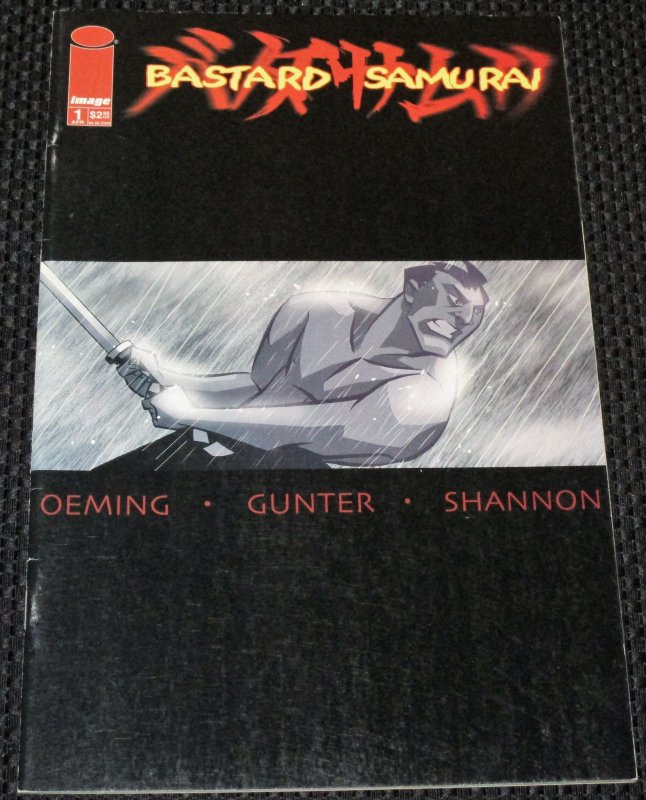 BASTARD SAMURAI
image
1 $2.95
APR
OEMING • GUNTER • SHANNON